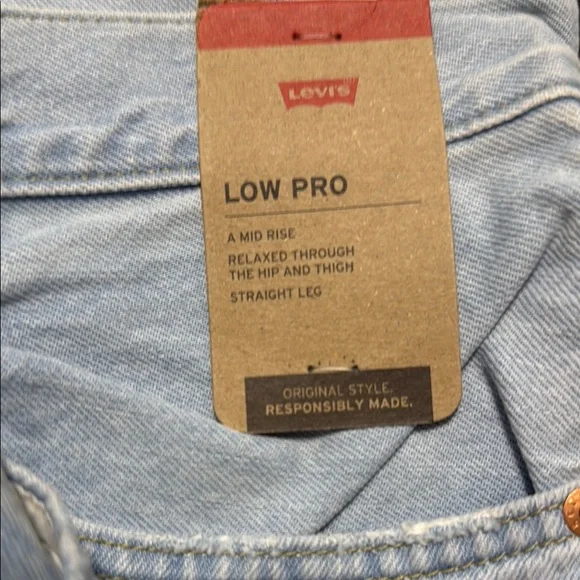 LEVI'S
LOW PRO
A MID RISE
RELAXED THROUGH
THE HIP AND THIGH
STRAIGHT LEG
ORIGINAL STYLE.
RESPONSIBLY MADE.